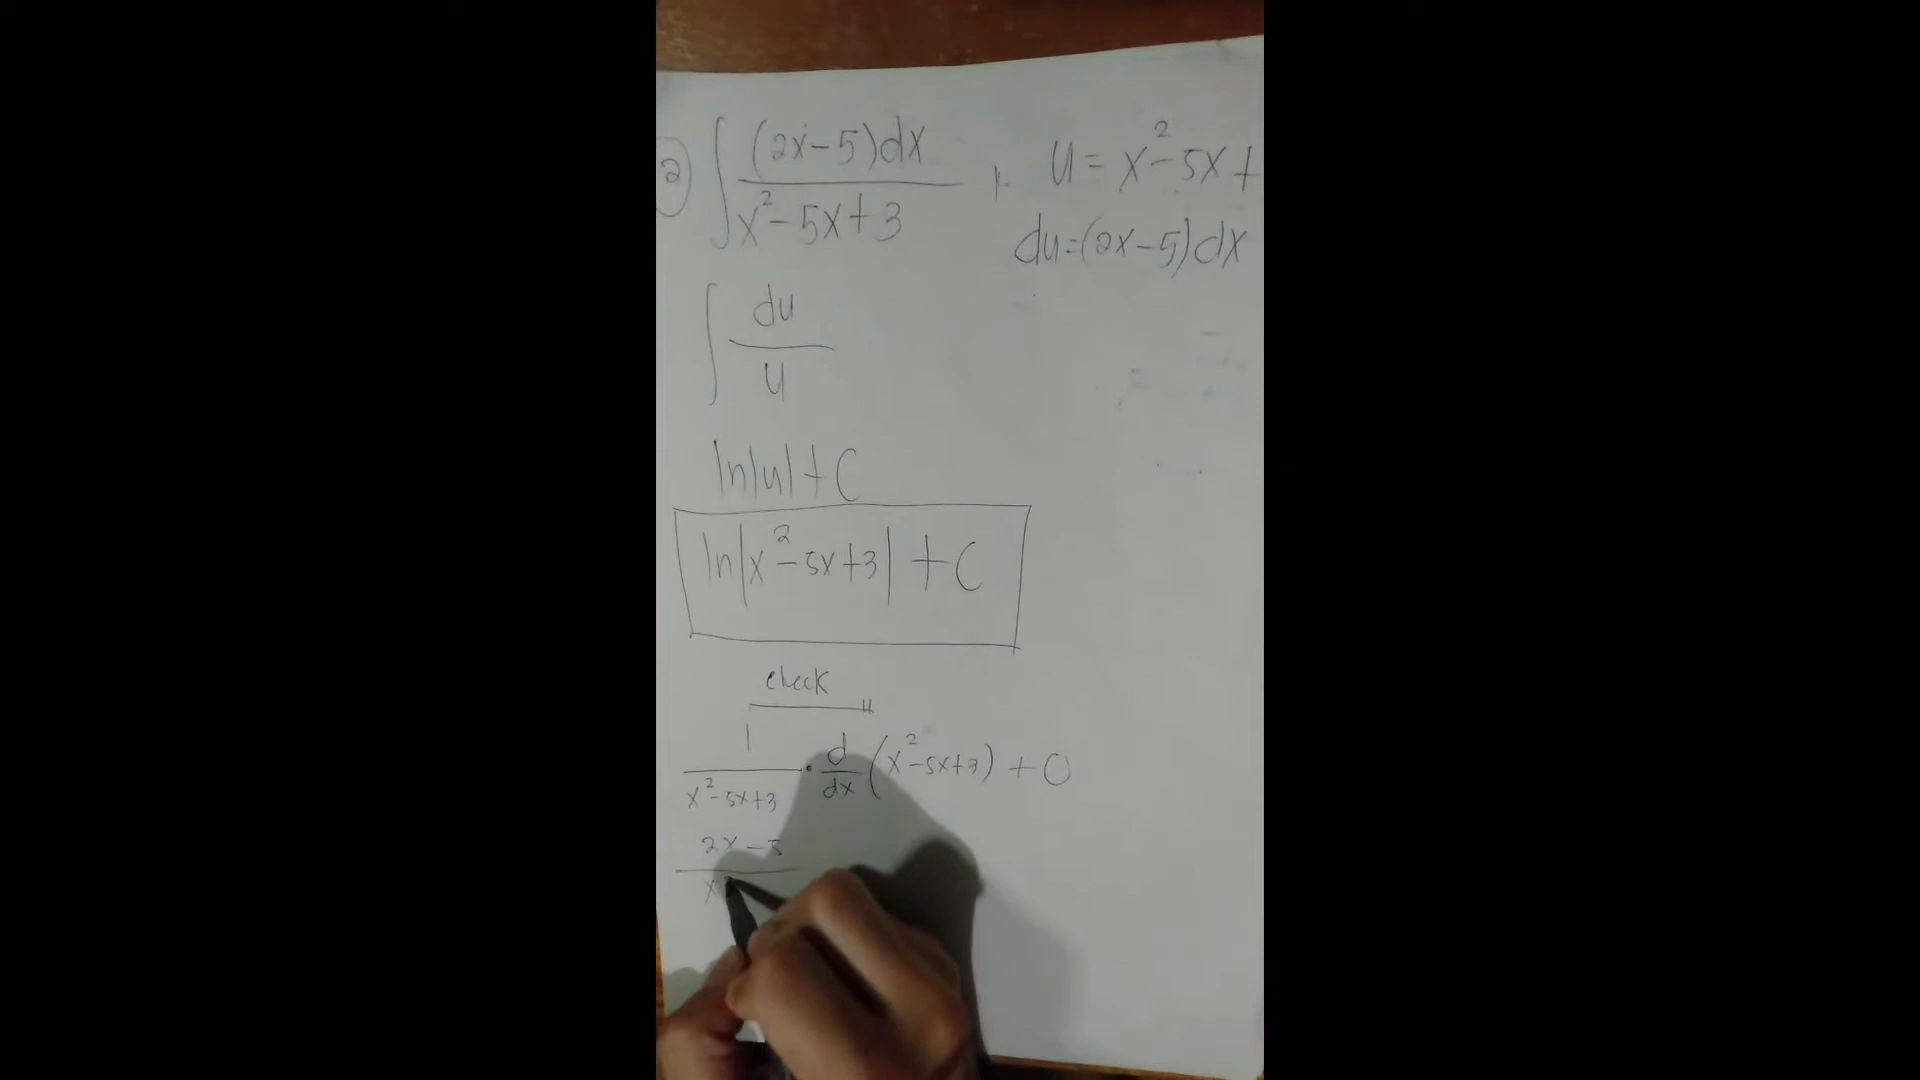 ② ∫ (2x-5)dx / x²-5x+3 , u = x²-5x+
du=(2x-5)dx
∫ du / u
ln|u|+C
ln|x²-5x+3| + C
check
1 / x²-5x+3 · d/dx (x²-5x+3) + 0
2x-5 / x